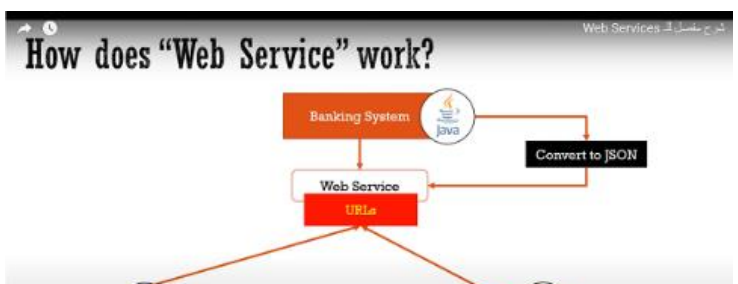 شرح مفصل لـ Web Services
How does “Web Service” work?
Banking System
Java
Convert to JSON
Web Service
URLs